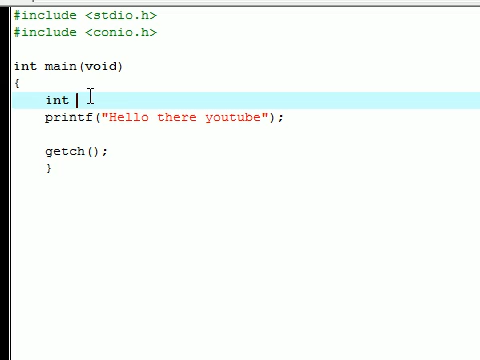 #include <stdio.h>
#include <conio.h>
int main(void)
{
int
printf("Hello there youtube");
getch();
}